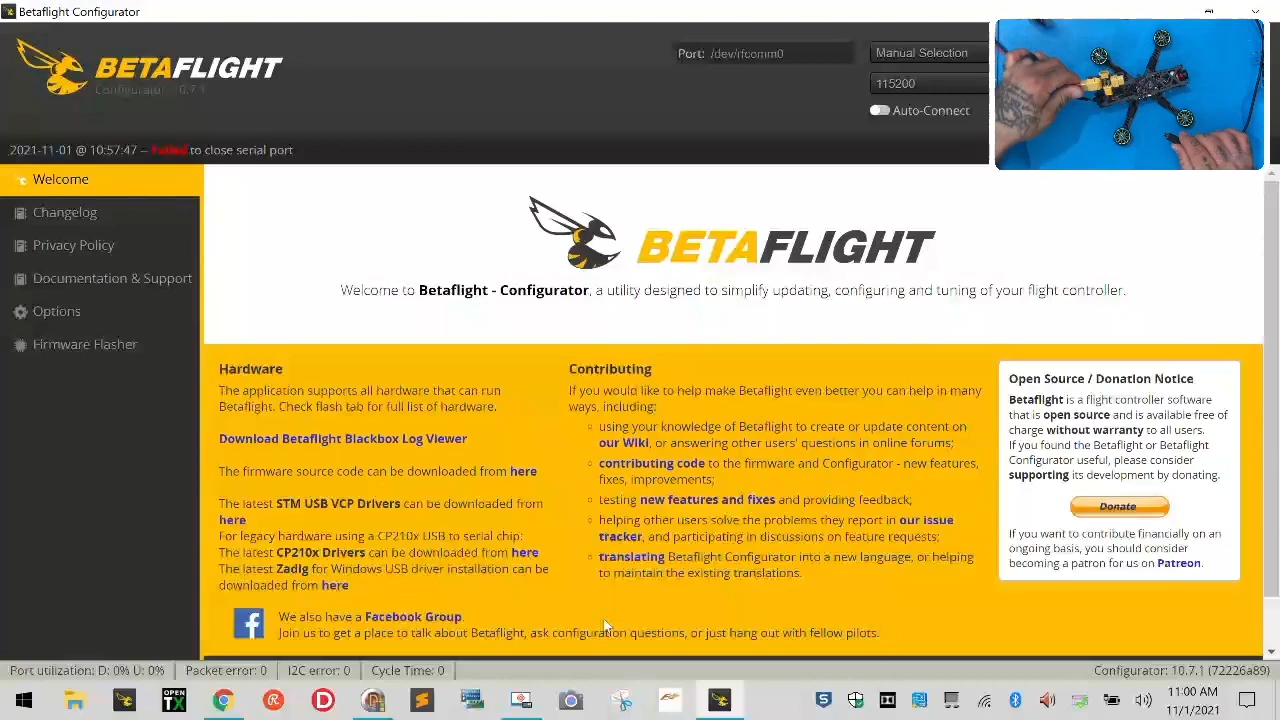 Betaflight Configurator
BETAFLIGHT
Configurator 10.7.1
Port: /dev/rfcomm0
Manual Selection
115200
Auto-Connect
2021-11-01 @ 10:57:47 -- Failed to close serial port
Welcome
Changelog
Privacy Policy
Documentation & Support
Options
Firmware Flasher
BETAFLIGHT
Welcome to Betaflight - Configurator, a utility designed to simplify updating, configuring and tuning of your flight controller.
Hardware
The application supports all hardware that can run
Betaflight. Check flash tab for full list of hardware.
Download Betaflight Blackbox Log Viewer
The firmware source code can be downloaded from here
The latest STM USB VCP Drivers can be downloaded from
here
For legacy hardware using a CP210x USB to serial chip:
The latest CP210x Drivers can be downloaded from here
The latest Zadig for Windows USB driver installation can be
downloaded from here
Contributing
If you would like to help make Betaflight even better you can help in many
ways, including:
using your knowledge of Betaflight to create or update content on
our Wiki, or answering other users' questions in online forums;
contributing code to the firmware and Configurator - new features,
fixes, improvements;
testing new features and fixes and providing feedback;
helping other users solve the problems they report in our issue
tracker, and participating in discussions on feature requests;
translating Betaflight Configurator into a new language, or helping
to maintain the existing translations.
Open Source / Donation Notice
Betaflight is a flight controller software
that is open source and is available free of
charge without warranty to all users.
If you found the Betaflight or Betaflight
Configurator useful, please consider
supporting its development by donating.
Donate
If you want to contribute financially on an
ongoing basis, you should consider
becoming a patron for us on Patreon.
We also have a Facebook Group.
Join us to get a place to talk about Betaflight, ask configuration questions, or just hang out with fellow pilots.
Port utilization: D: 0% U: 0%
Packet error: 0
I2C error: 0
Cycle Time: 0
Configurator: 10.7.1 (72226a89)
OPEN
TX
11:00 AM
11/1/2021